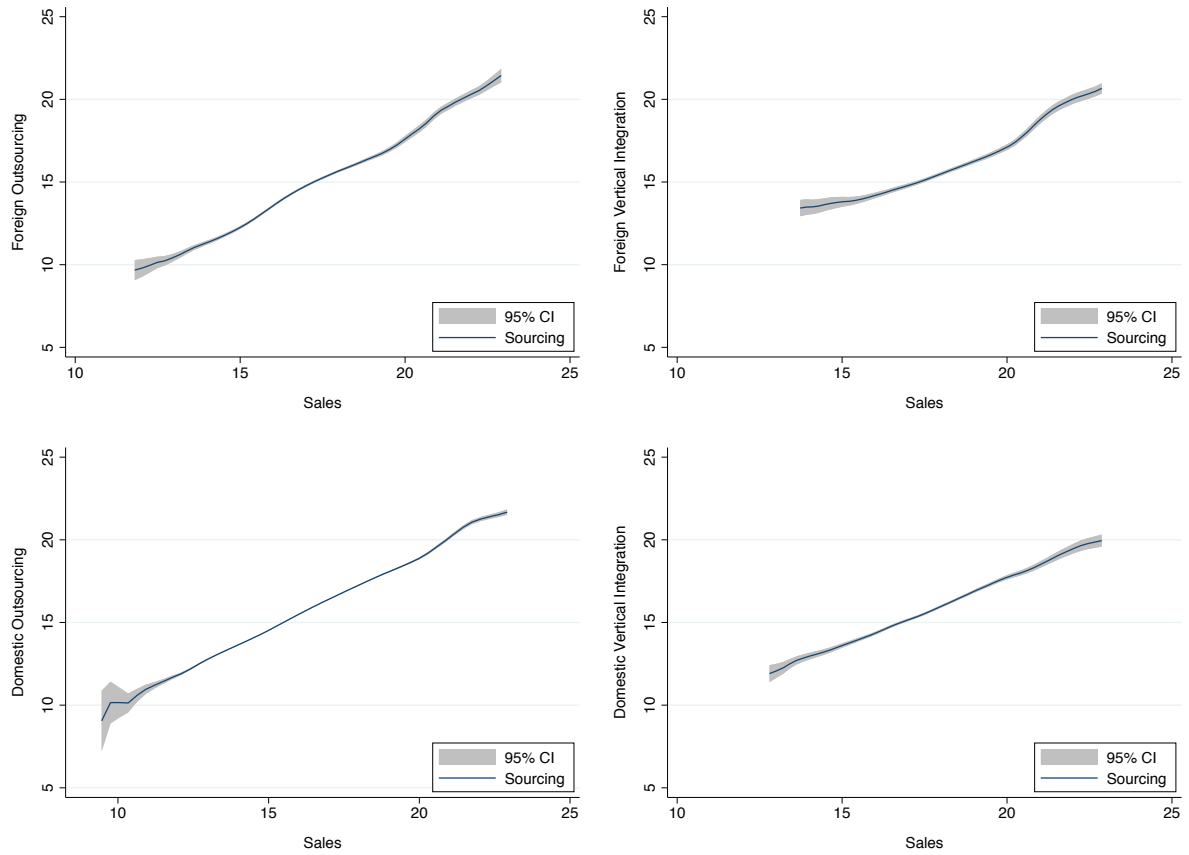 Foreign Outsourcing
25
20
15
10
5
95% CI
Sourcing
10 15 20 25
Sales
Foreign Vertical Integration
25
20
15
10
5
95% CI
Sourcing
10 15 20 25
Sales
Domestic Outsourcing
25
20
15
10
5
95% CI
Sourcing
10 15 20 25
Sales
Domestic Vertical Integration
25
20
15
10
5
95% CI
Sourcing
10 15 20 25
Sales